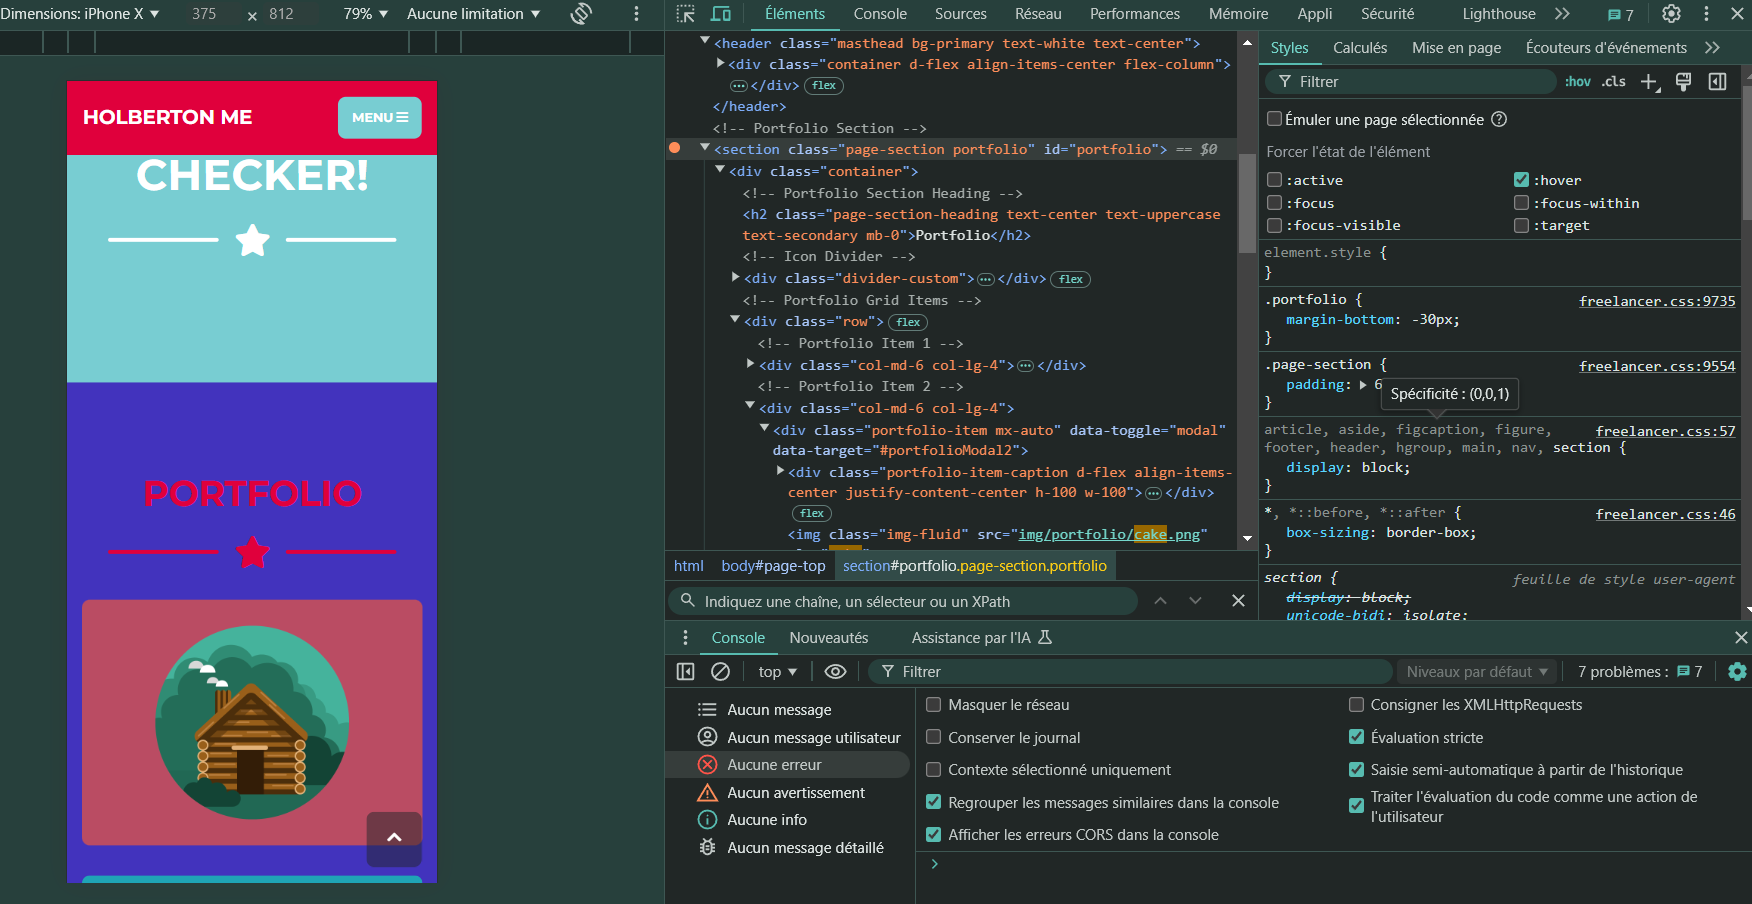 Dimensions: iPhone X ▼ 375 × 812 79% ▼ Aucune limitation ▼
HOLBERTON ME
MENU
CHECKER!
PORTFOLIO
Éléments Console Sources Réseau Performances Mémoire Appli Sécurité Lighthouse 7
<header class="masthead bg-primary text-white text-center">
<div class="container d-flex align-items-center flex-column">
</div> flex
</header>
<!-- Portfolio Section -->
<section class="page-section portfolio" id="portfolio"> == $0
<div class="container">
<!-- Portfolio Section Heading -->
<h2 class="page-section-heading text-center text-uppercase
text-secondary mb-0">Portfolio</h2>
<!-- Icon Divider -->
<div class="divider-custom"> </div> flex
<!-- Portfolio Grid Items -->
<div class="row"> flex
<!-- Portfolio Item 1 -->
<div class="col-md-6 col-lg-4"> </div>
<!-- Portfolio Item 2 -->
<div class="col-md-6 col-lg-4">
<div class="portfolio-item mx-auto" data-toggle="modal"
data-target="#portfolioModal2">
<div class="portfolio-item-caption d-flex align-items-
center justify-content-center h-100 w-100"> </div>
flex
<img class="img-fluid" src="img/portfolio/cake.png"
html body#page-top section#portfolio.page-section.portfolio
Indiquez une chaîne, un sélecteur ou un XPath
Styles Calculés Mise en page Écouteurs d'événements
Filtrer :hov .cls
Émuler une page sélectionnée
Forcer l'état de l'élément
:active :hover
:focus :focus-within
:focus-visible :target
element.style {
}
.portfolio { freelancer.css:9735
margin-bottom: -30px;
}
.page-section { freelancer.css:9554
padding: 6
Spécificité : (0,0,1)
}
article, aside, figcaption, figure, freelancer.css:57
footer, header, hgroup, main, nav, section {
display: block;
}
*, *::before, *::after { freelancer.css:46
box-sizing: border-box;
}
section { feuille de style user-agent
display: block;
unicode-bidi: isolate;
Console Nouveautés Assistance par l'IA
top ▼ Filtrer Niveaux par défaut ▼ 7 problèmes : 7
Aucun message
Aucun message utilisateur
Aucune erreur
Aucun avertissement
Aucune info
Aucun message détaillé
Masquer le réseau
Conserver le journal
Contexte sélectionné uniquement
Regrouper les messages similaires dans la console
Afficher les erreurs CORS dans la console
Consigner les XMLHttpRequests
Évaluation stricte
Saisie semi-automatique à partir de l'historique
Traiter l'évaluation du code comme une action de
l'utilisateur
>